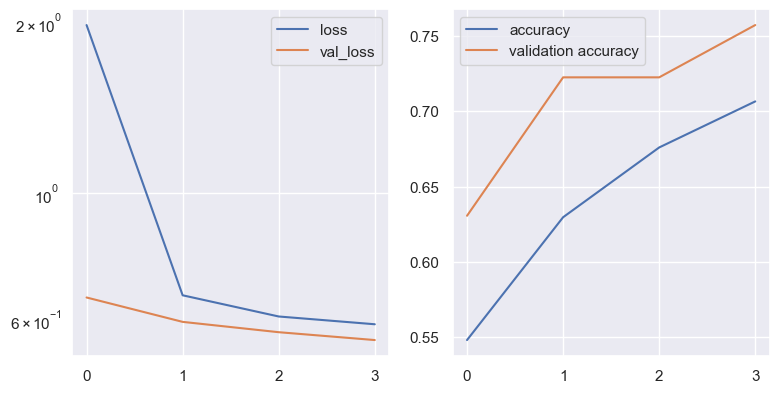 2 × 10⁰
10⁰
6 × 10⁻¹
0 1 2 3
loss
val_loss
0.75
0.70
0.65
0.60
0.55
0 1 2 3
accuracy
validation accuracy